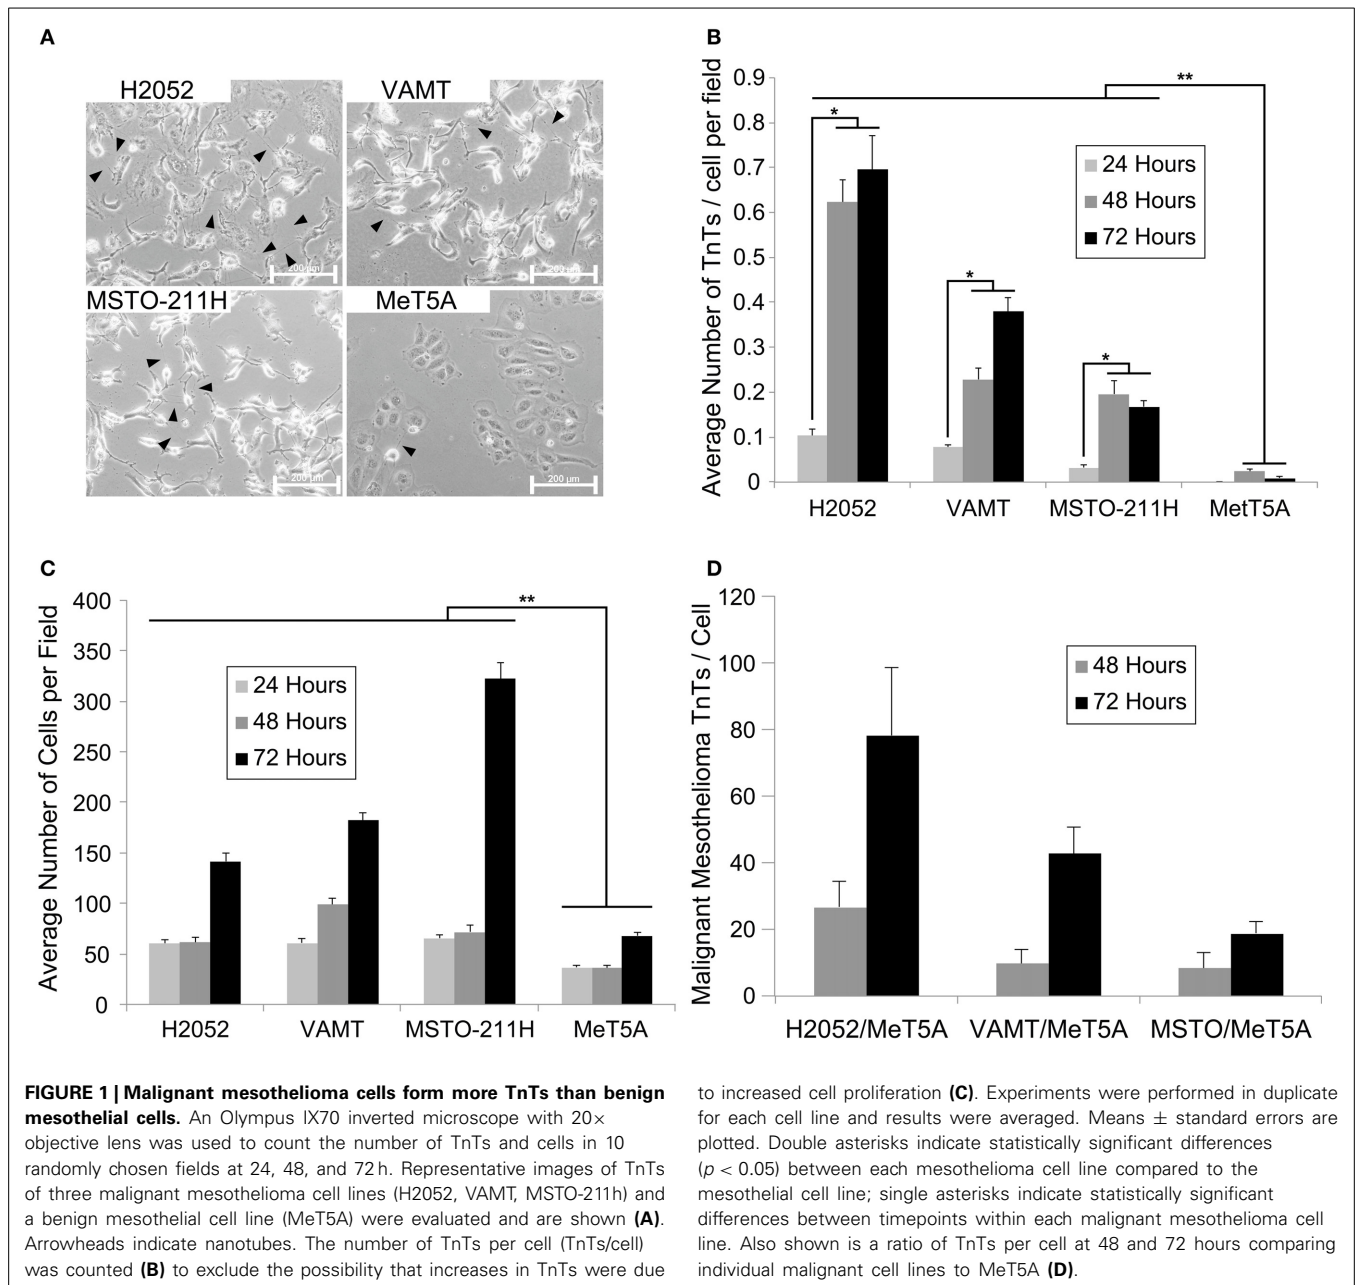 A
H2052
VAMT
200 µm
200 µm
MSTO-211H
MeT5A
200 µm
B
Average Number of TnTs / cell per field
0.9
0.8
0.7
0.6
0.5
0.4
0.3
0.2
0.1
0
**
*
*
*
24 Hours
48 Hours
72 Hours
H2052
VAMT
MSTO-211H
MetT5A
C
Average Number of Cells per Field
400
350
300
250
200
150
100
50
0
**
24 Hours
48 Hours
72 Hours
H2052
VAMT
MSTO-211H
MeT5A
D
Malignant Mesothelioma TnTs / Cell
120
100
80
60
40
20
0
48 Hours
72 Hours
H2052/MeT5A
VAMT/MeT5A
MSTO/MeT5A
FIGURE 1 | Malignant mesothelioma cells form more TnTs than benign
mesothelial cells. An Olympus IX70 inverted microscope with 20×
objective lens was used to count the number of TnTs and cells in 10
randomly chosen fields at 24, 48, and 72 h. Representative images of TnTs
of three malignant mesothelioma cell lines (H2052, VAMT, MSTO-211h) and
a benign mesothelial cell line (MeT5A) were evaluated and are shown (A).
Arrowheads indicate nanotubes. The number of TnTs per cell (TnTs/cell)
was counted (B) to exclude the possibility that increases in TnTs were due
to increased cell proliferation (C). Experiments were performed in duplicate
for each cell line and results were averaged. Means ± standard errors are
plotted. Double asterisks indicate statistically significant differences
(p < 0.05) between each mesothelioma cell line compared to the
mesothelial cell line; single asterisks indicate statistically significant
differences between timepoints within each malignant mesothelioma cell
line. Also shown is a ratio of TnTs per cell at 48 and 72 hours comparing
individual malignant cell lines to MeT5A (D).